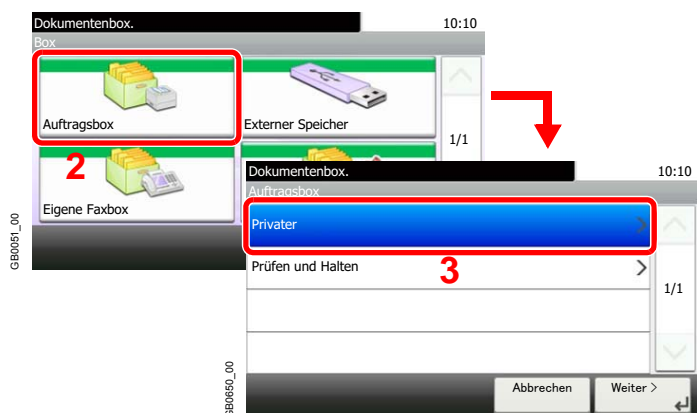 Dokumentenbox. 10:10
Box
Auftragsbox Externer Speicher
1/1
2
Eigene Faxbox
GB0051_00
Dokumentenbox. 10:10
Auftragsbox
Privater
Prüfen und Halten
3
1/1
GB0650_00
Abbrechen Weiter >